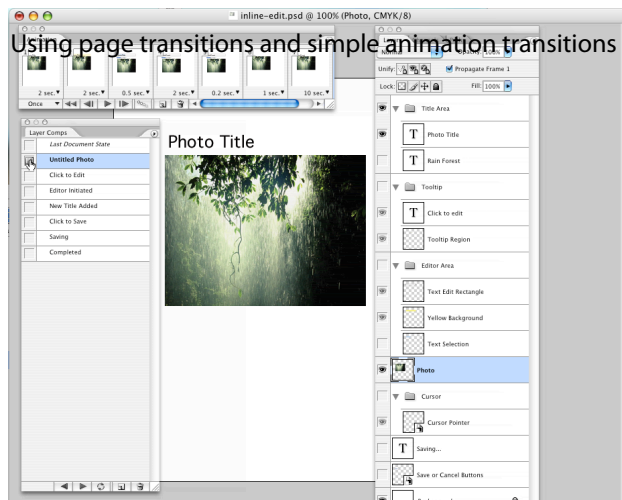 inline-edit.psd @ 100% (Photo, CMYK/8)
Using page transitions and simple animation transitions
2 sec. 2 sec. 0.5 sec. 2 sec. 0.2 sec. 1 sec. 10 sec.
Once
Layer Comps
Last Document State
Untitled Photo
Click to Edit
Editor Initiated
New Title Added
Click to Save
Saving
Completed
Photo Title
Unify: Propagate Frame 1
Lock: Fill: 100%
Title Area
T Photo Title
T Rain Forest
Tooltip
T Click to edit
Tooltip Region
Editor Area
Text Edit Rectangle
Yellow Background
Text Selection
Photo
Cursor
Cursor Pointer
T Saving...
Save or Cancel Buttons